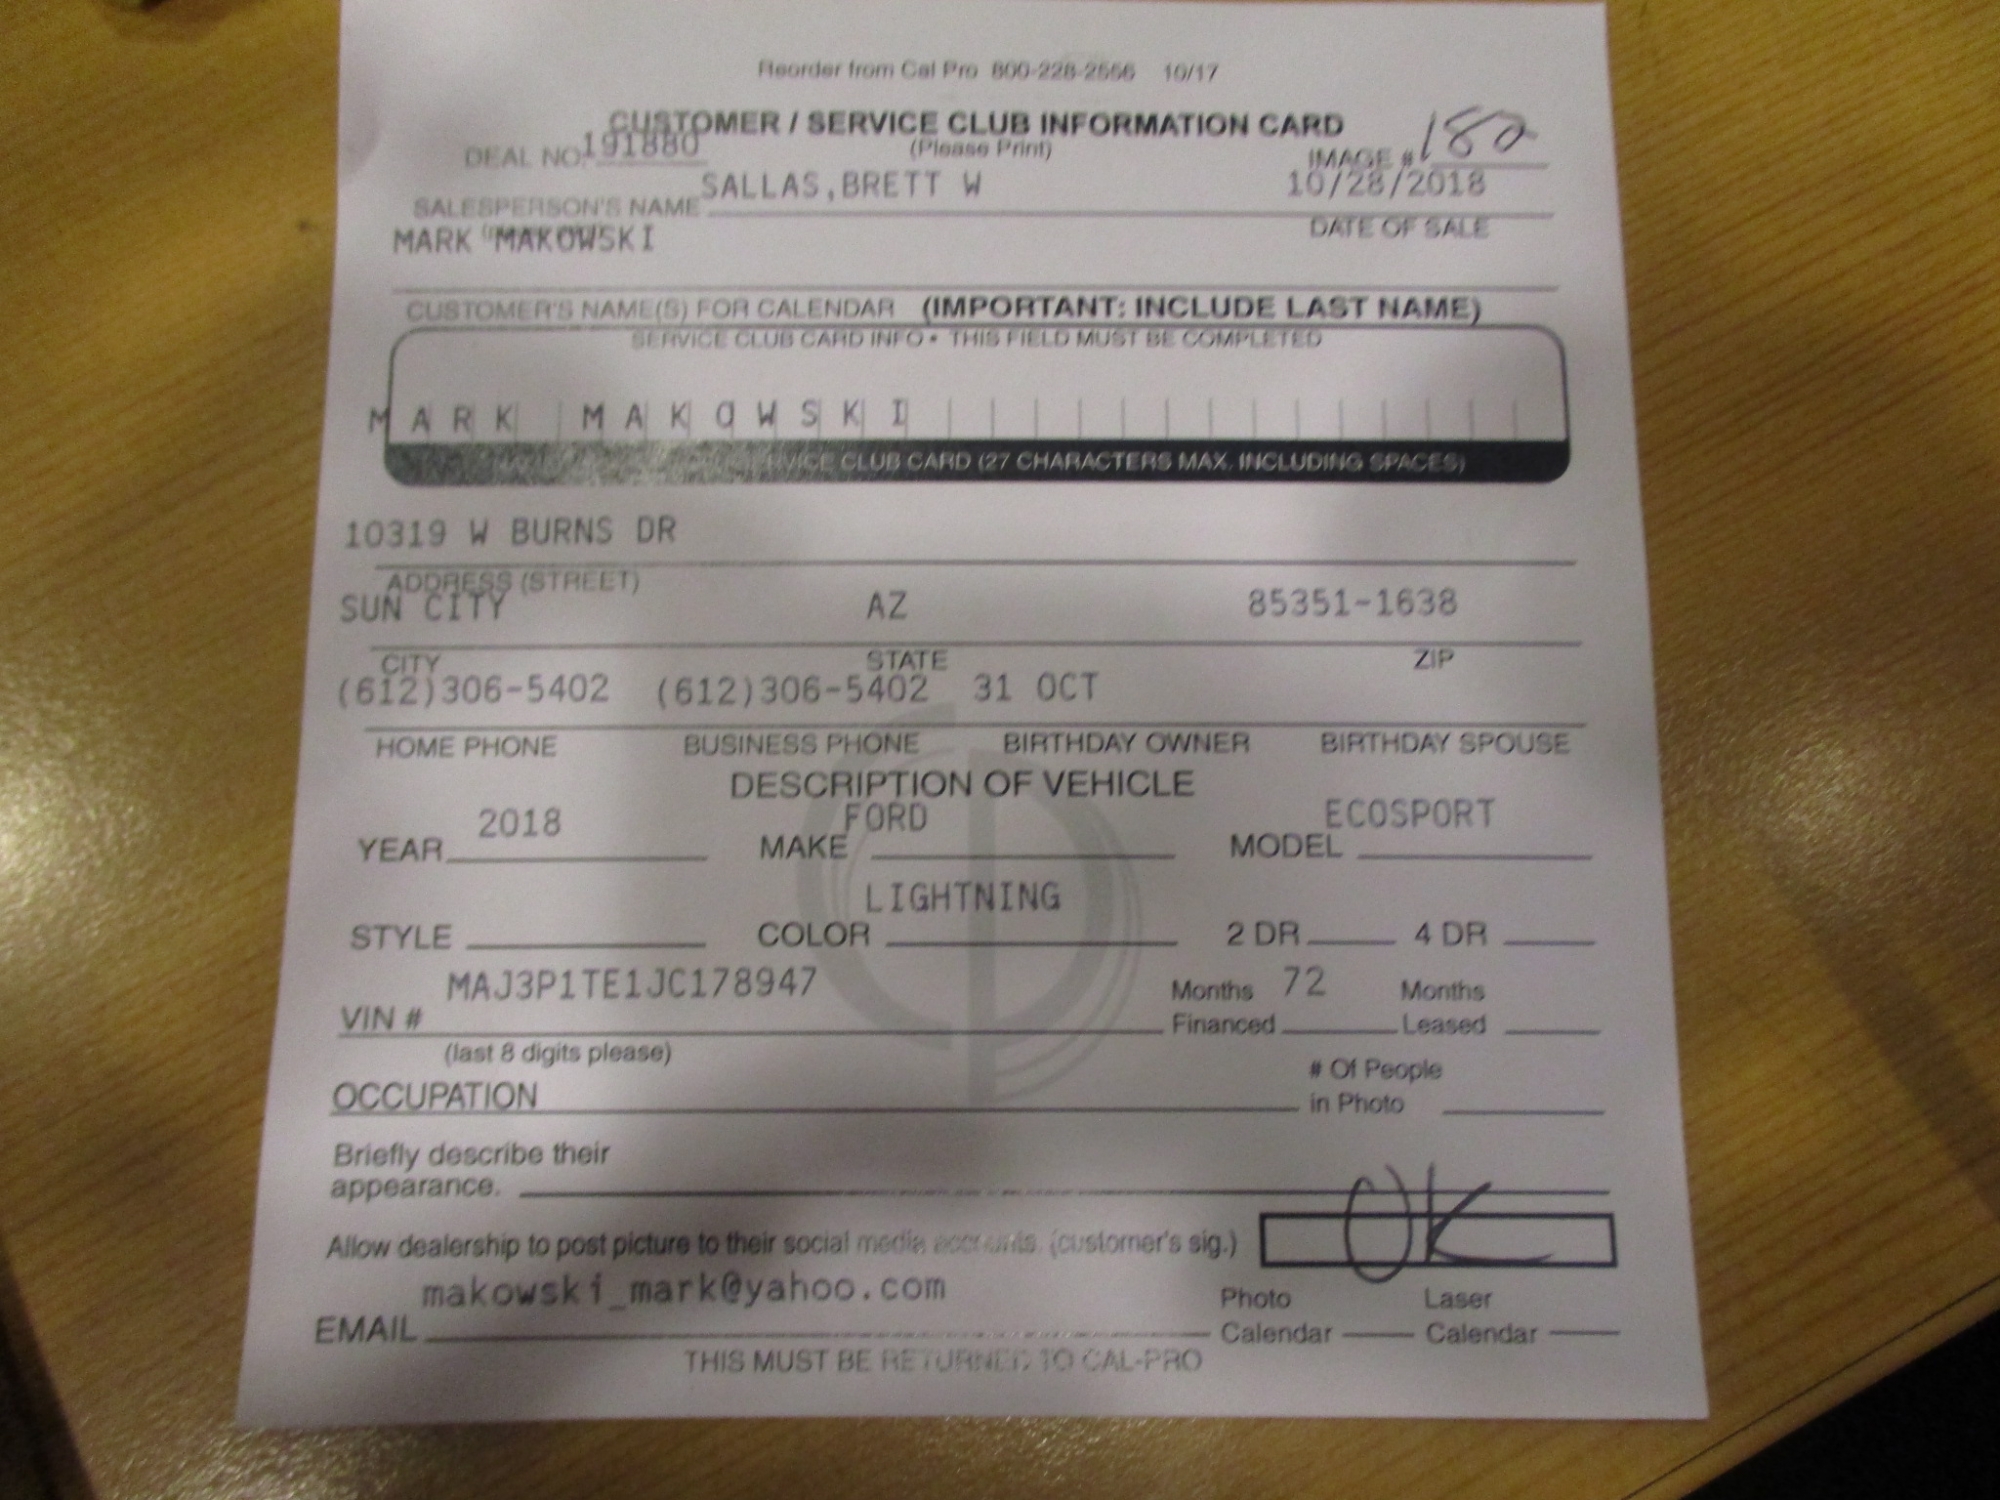 Reorder from Cal Pro 800-228-2556 10/17
CUSTOMER / SERVICE CLUB INFORMATION CARD
DEAL NO. 191880 (Please Print) IMAGE # 182
SALLAS,BRETT W 10/28/2018
SALESPERSON'S NAME DATE OF SALE
MARK MAKOWSKI
CUSTOMER'S NAME(S) FOR CALENDAR (IMPORTANT: INCLUDE LAST NAME)
SERVICE CLUB CARD INFO • THIS FIELD MUST BE COMPLETED
MARK MAKOWSKI
SERVICE CLUB CARD (27 CHARACTERS MAX. INCLUDING SPACES)
10319 W BURNS DR
ADDRESS (STREET)
SUN CITY AZ 85351-1638
CITY STATE ZIP
(612)306-5402 (612)306-5402 31 OCT
HOME PHONE BUSINESS PHONE BIRTHDAY OWNER BIRTHDAY SPOUSE
DESCRIPTION OF VEHICLE
2018 FORD ECOSPORT
YEAR MAKE MODEL
LIGHTNING
STYLE COLOR 2 DR 4 DR
MAJ3P1TE1JC178947 Months 72 Months
VIN # Financed Leased
(last 8 digits please)
# Of People
OCCUPATION in Photo
Briefly describe their
appearance.
Allow dealership to post picture to their social media accounts. (customer's sig.) OK
makowski_mark@yahoo.com Photo Laser
EMAIL Calendar Calendar
THIS MUST BE RETURNED TO CAL-PRO